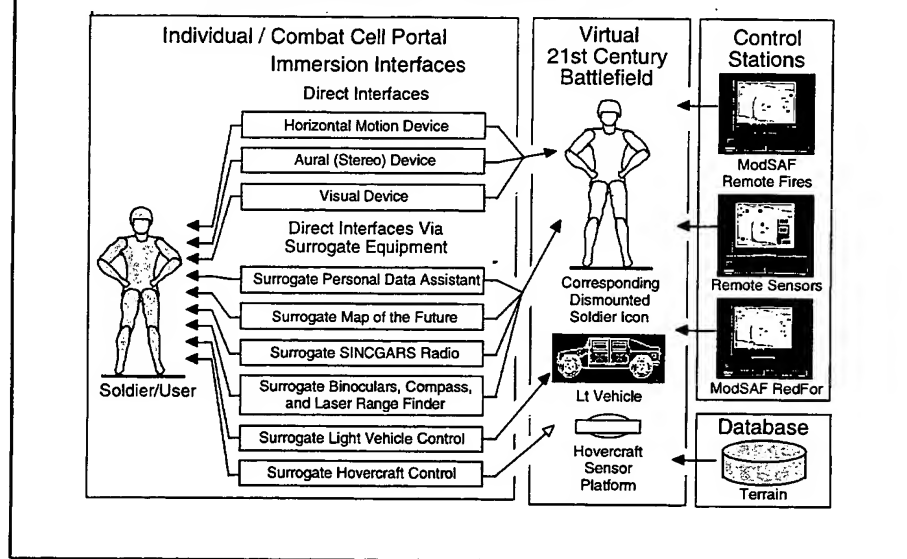 Individual / Combat Cell Portal
Immersion Interfaces
Direct Interfaces
Horizontal Motion Device
Aural (Stereo) Device
Visual Device
Direct Interfaces Via
Surrogate Equipment
Surrogate Personal Data Assistant
Surrogate Map of the Future
Surrogate SINCGARS Radio
Surrogate Binoculars, Compass,
and Laser Range Finder
Surrogate Light Vehicle Control
Surrogate Hovercraft Control
Soldier/User
Virtual
21st Century
Battlefield
Corresponding
Dismounted
Soldier Icon
Lt Vehicle
Hovercraft
Sensor
Platform
Control
Stations
ModSAF
Remote Fires
Remote Sensors
ModSAF RedFor
Database
Terrain